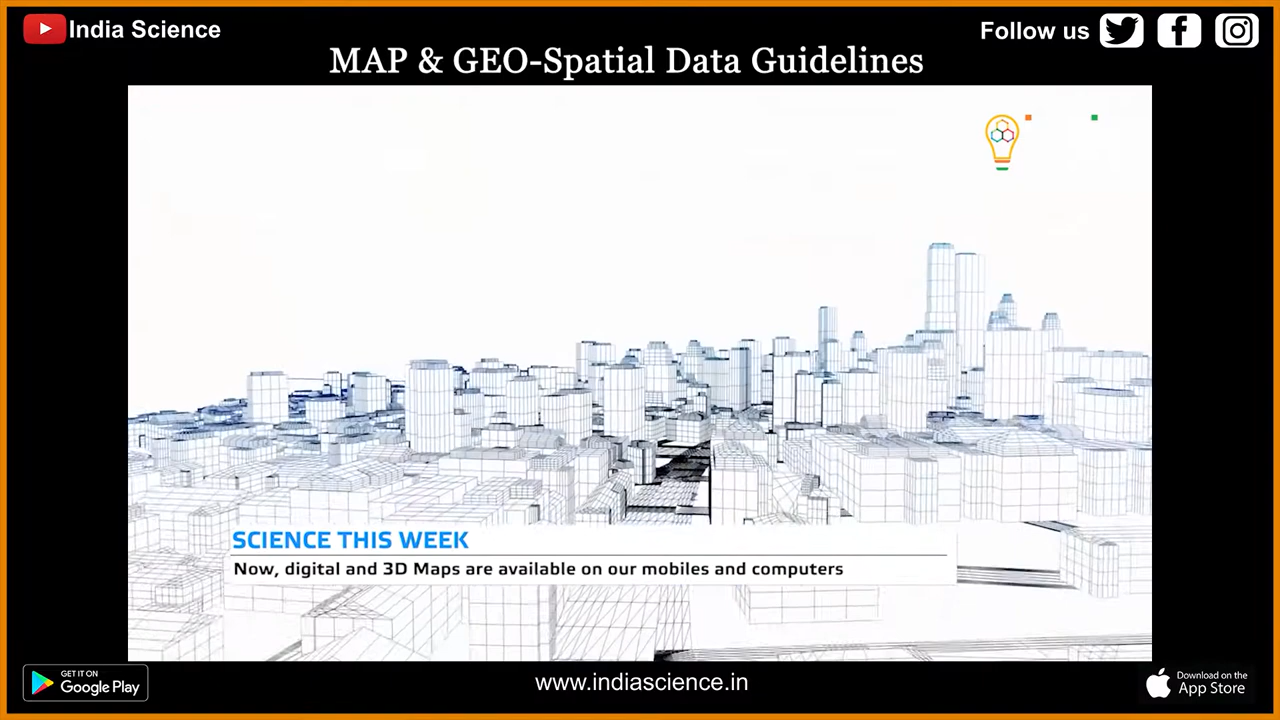 India Science
Follow us
MAP & GEO-Spatial Data Guidelines
SCIENCE THIS WEEK
Now, digital and 3D Maps are available on our mobiles and computers
GET IT ON
Google Play
www.indiascience.in
Download on the
App Store